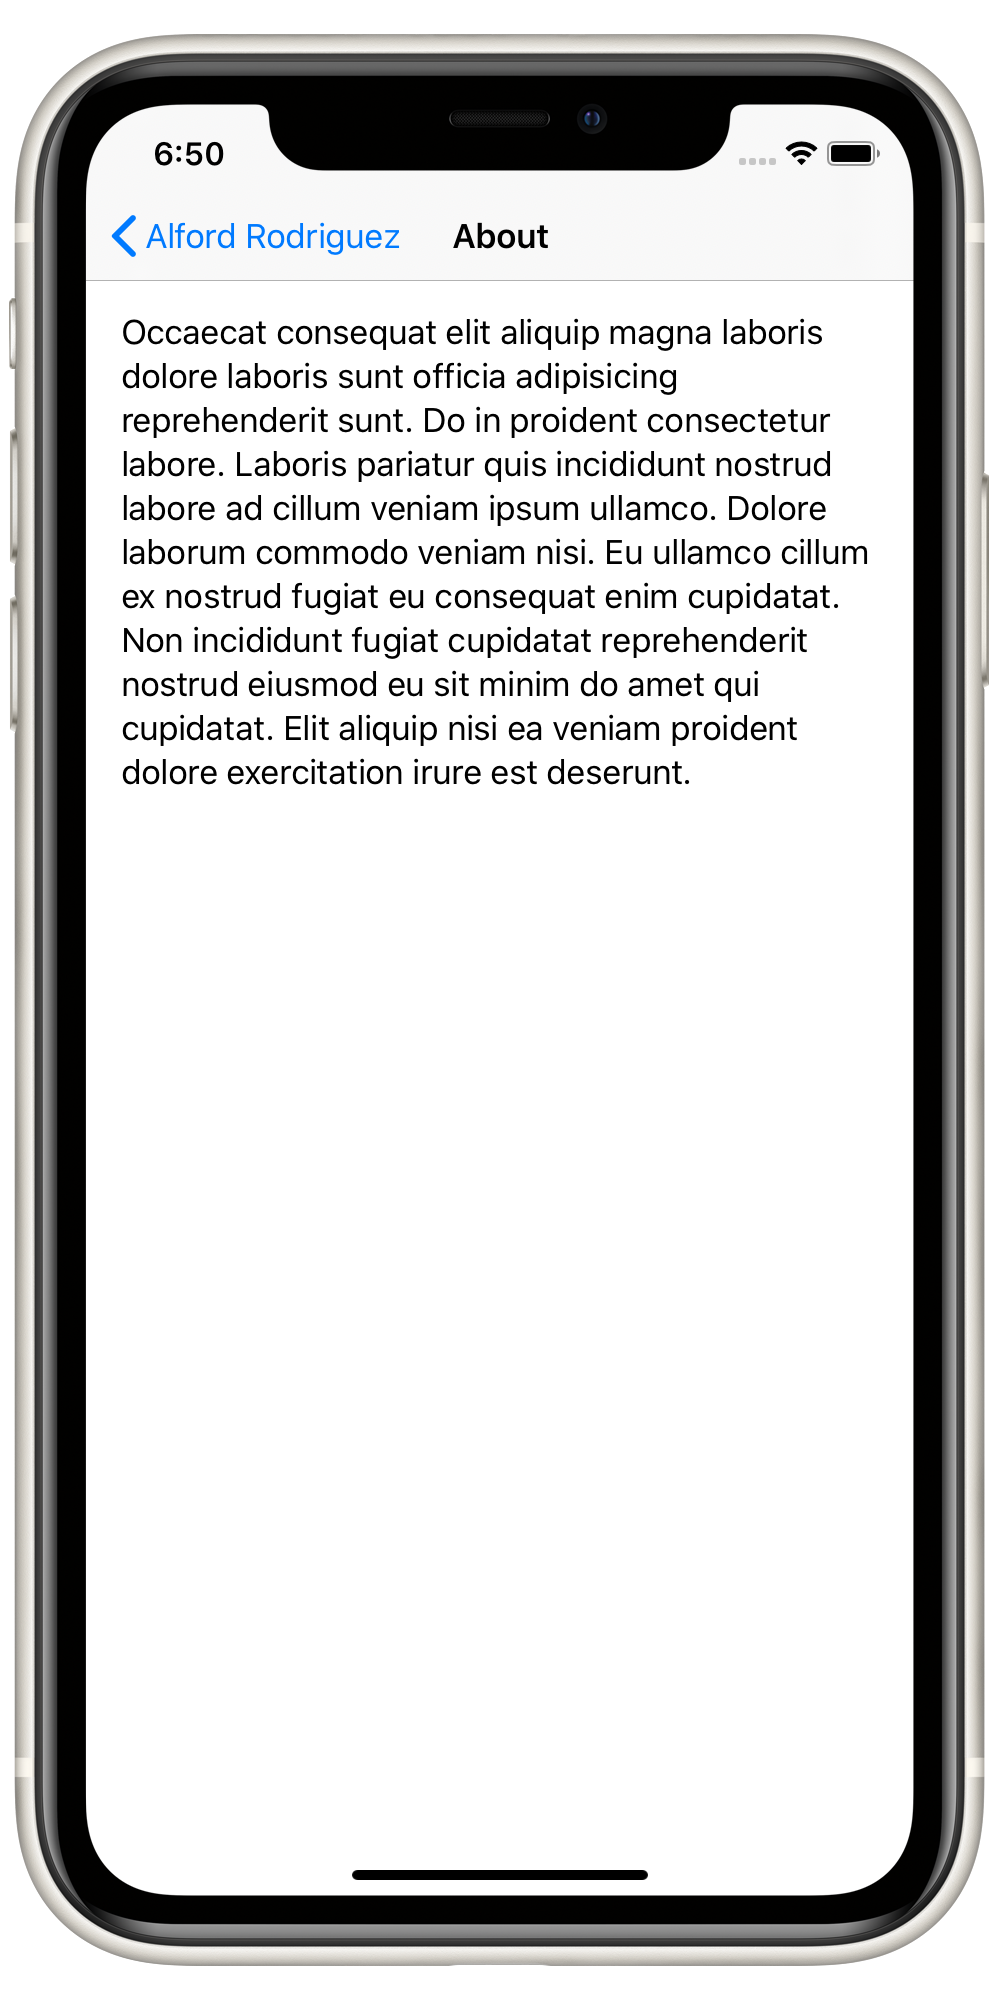 6:50
Alford Rodriguez About
Occaecat consequat elit aliquip magna laboris
dolore laboris sunt officia adipisicing
reprehenderit sunt. Do in proident consectetur
labore. Laboris pariatur quis incididunt nostrud
labore ad cillum veniam ipsum ullamco. Dolore
laborum commodo veniam nisi. Eu ullamco cillum
ex nostrud fugiat eu consequat enim cupidatat.
Non incididunt fugiat cupidatat reprehenderit
nostrud eiusmod eu sit minim do amet qui
cupidatat. Elit aliquip nisi ea veniam proident
dolore exercitation irure est deserunt.